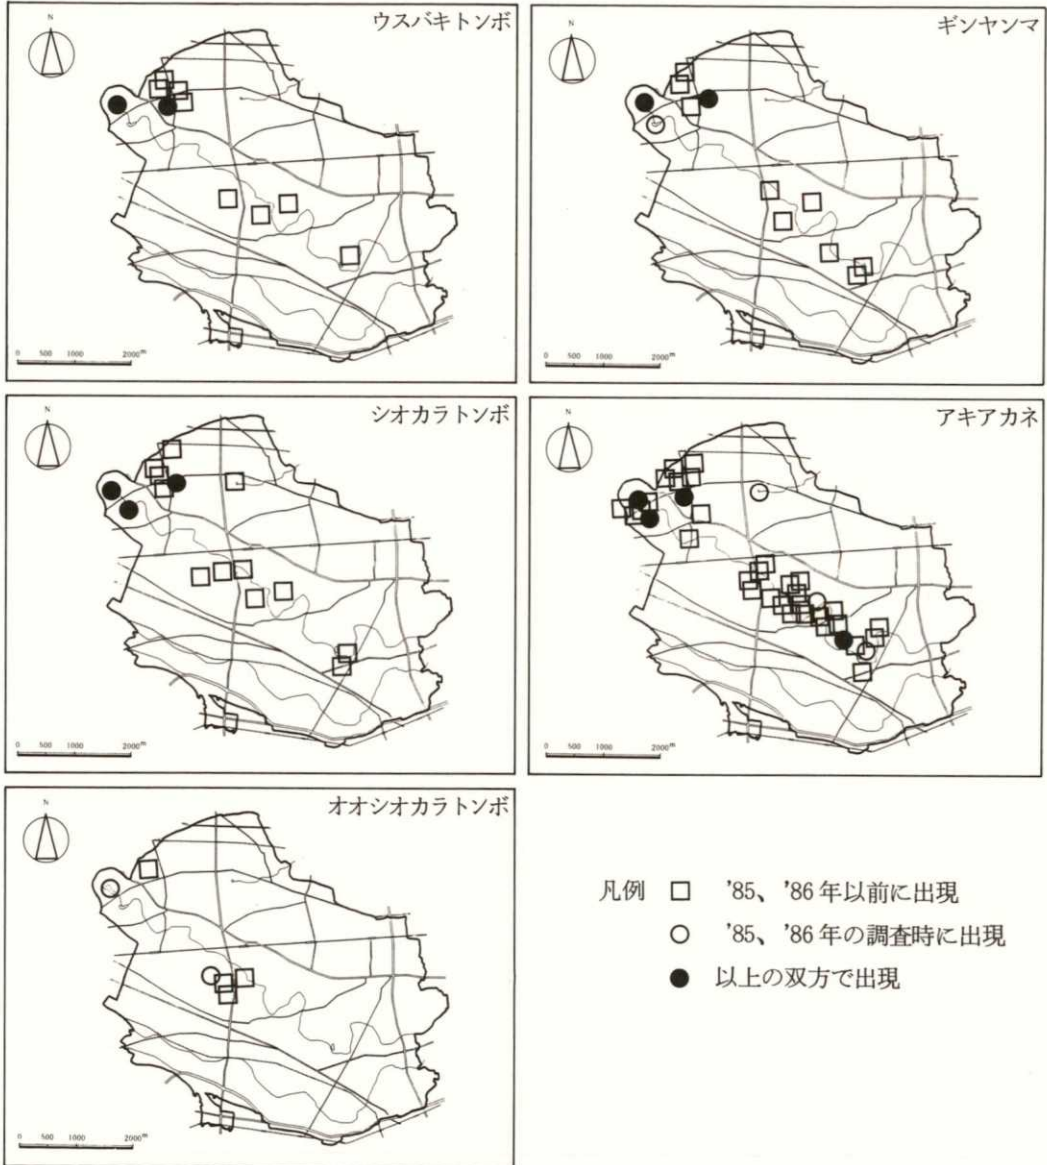 ウスバキトンボ
N
0 500 1000 2000m
ギンヤンマ
N
0 500 1000 2000m
シオカラトンボ
N
0 500 1000 2000m
アキアカネ
N
0 500 1000 2000m
オオシオカラトンボ
N
0 500 1000 2000m
凡例 □ '85、'86年以前に出現
○ '85、'86年の調査時に出現
● 以上の双方で出現